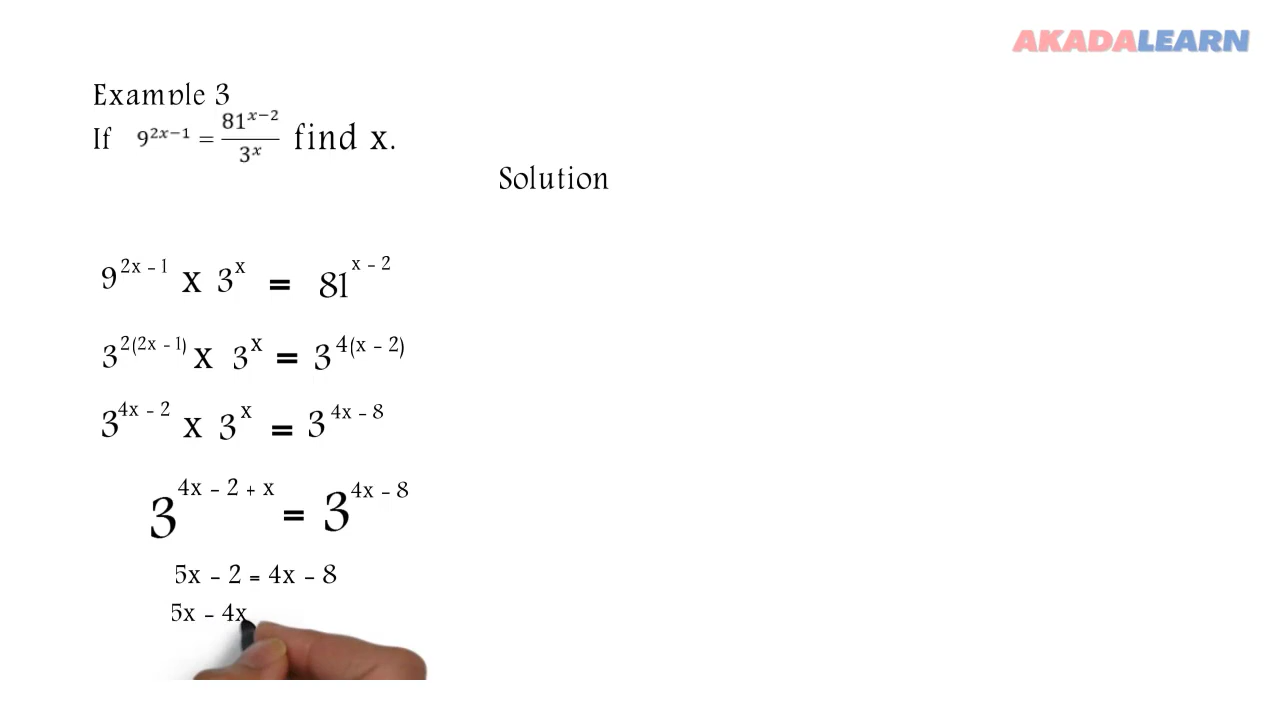 AKADALEARN
Example 3
If 9^{2x−1} = \frac{81^{x−2}}{3^x} find x.
Solution
9^{2x – 1} x 3^x = 81^{x – 2}
3^{2(2x – 1)} x 3^x = 3^{4(x – 2)}
3^{4x – 2} x 3^x = 3^{4x – 8}
3^{4x – 2 + x} = 3^{4x – 8}
5x – 2 = 4x – 8
5x – 4x